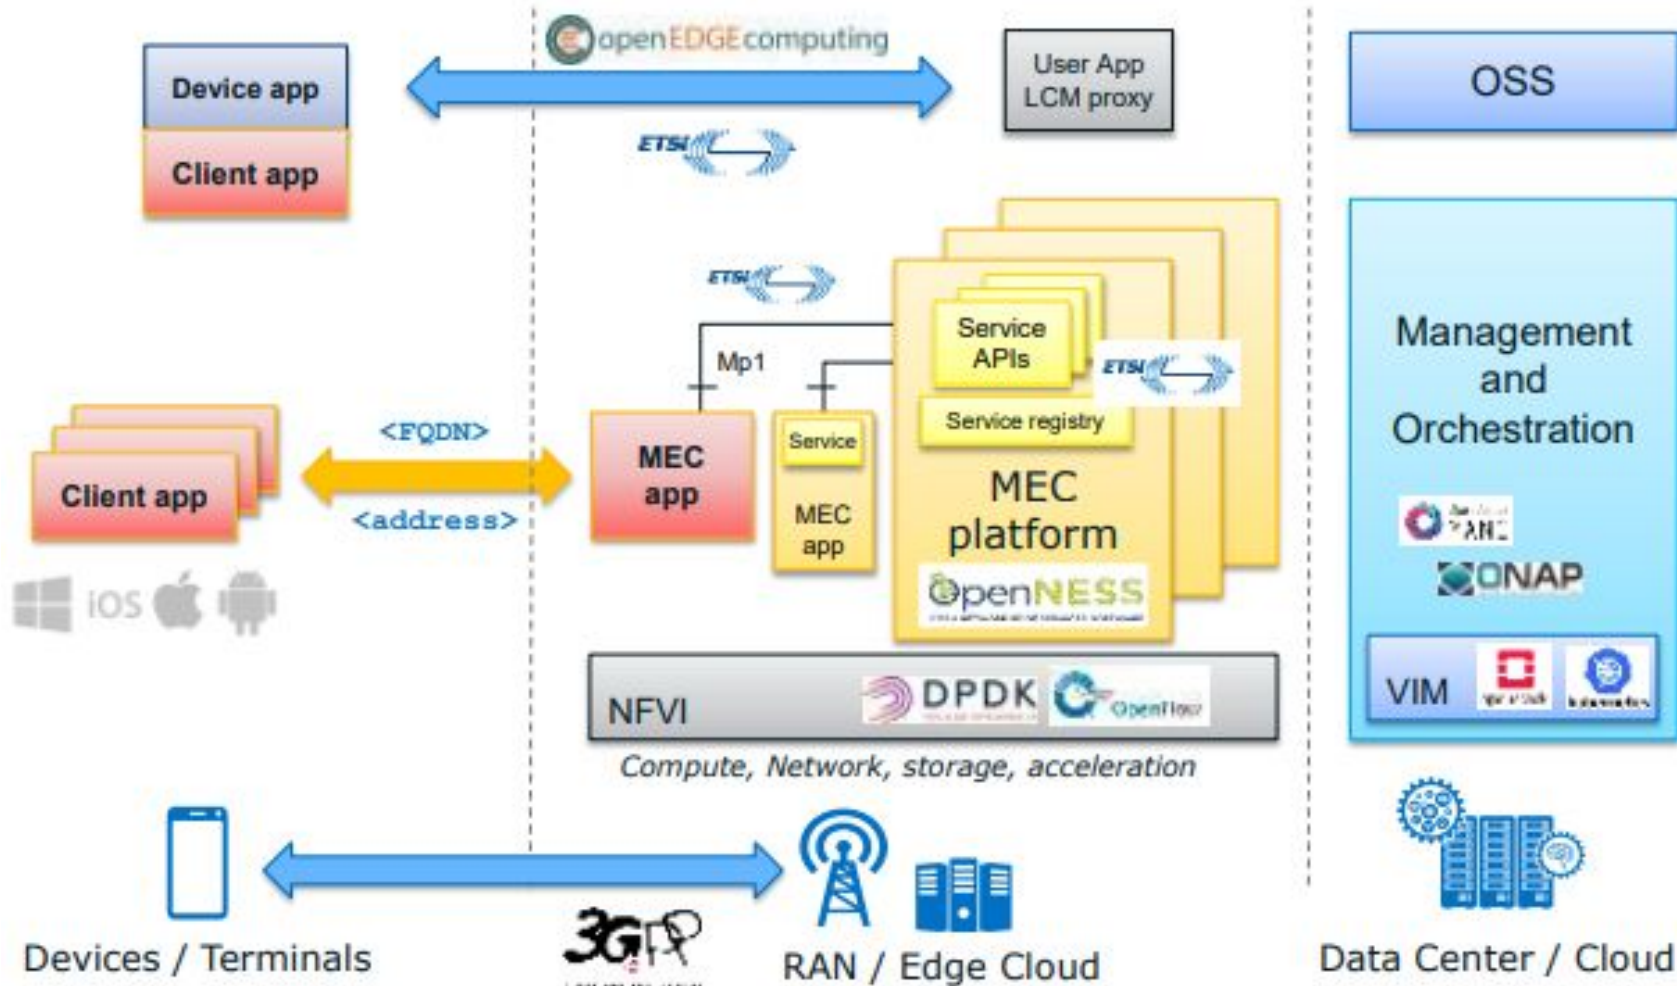 openEDGEcomputing
Device app
Client app
ETSI
User App
LCM proxy
OSS
ETSI
Mp1
Service
APIs
ETSI
Service registry
MEC
platform
OpenNESS
<FQDN>
Client app
<address>
iOS
MEC
app
Service
MEC
app
Management
and
Orchestration
ONAP
VIM
NFVI
DPDK
OpenFlow
Compute, Network, storage, acceleration
3GPP
Devices / Terminals
RAN / Edge Cloud
Data Center / Cloud